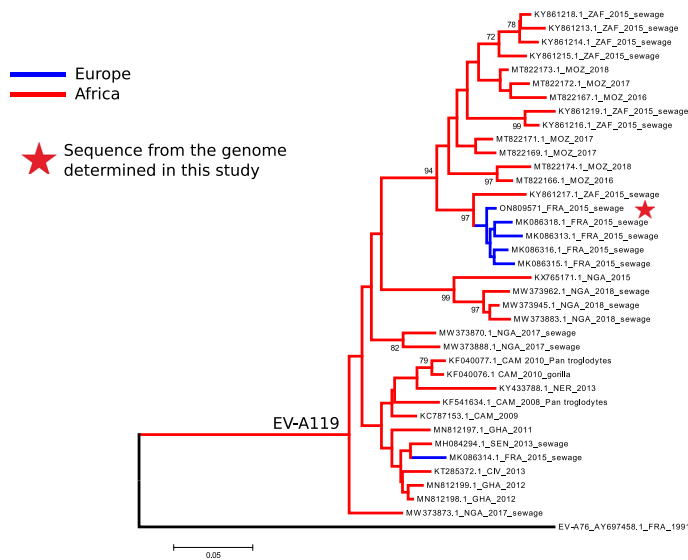 KY861218.1_ZAF_2015_sewage
78
KY861213.1_ZAF_2015_sewage
72
KY861214.1_ZAF_2015_sewage
KY861215.1_ZAF_2015_sewage
MT822173.1_MOZ_2018
Europe
MT822172.1_MOZ_2017
Africa
MT822167.1_MOZ_2016
KY861219.1_ZAF_2015_sewage
99
KY861216.1_ZAF_2015_sewage
MT822171.1_MOZ_2017
Sequence from the genome
determined in this study
MT822169.1_MOZ_2017
94
MT822174.1_MOZ_2018
97
MT822166.1_MOZ_2016
KY861217.1_ZAF_2015_sewage
ON809571_FRA_2015_sewage
97
MK086318.1_FRA_2015_sewage
MK086313.1_FRA_2015_sewage
MK086316.1_FRA_2015_sewage
MK086315.1_FRA_2015_sewage
KX765171.1_NGA_2015
99
MW373962.1_NGA_2018_sewage
97
MW373945.1_NGA_2018_sewage
MW373883.1_NGA_2018_sewage
MW373870.1_NGA_2017_sewage
82
MW373888.1_NGA_2017_sewage
79
KF040077.1_CAM 2010_Pan troglodytes
KF040076.1 CAM_2010_gorilla
KY433788.1_NER_2013
KF541634.1_CAM_2008_Pan troglodytes
KC787153.1_CAM_2009
EV-A119
MN812197.1_GHA_2011
MH084294.1_SEN_2013_sewage
MK086314.1_FRA_2015_sewage
KT285372.1_CIV_2013
MN812199.1_GHA_2012
MN812198.1_GHA_2012
MW373873.1_NGA_2017_sewage
EV-A76_AY697458.1_FRA_1991
0.05